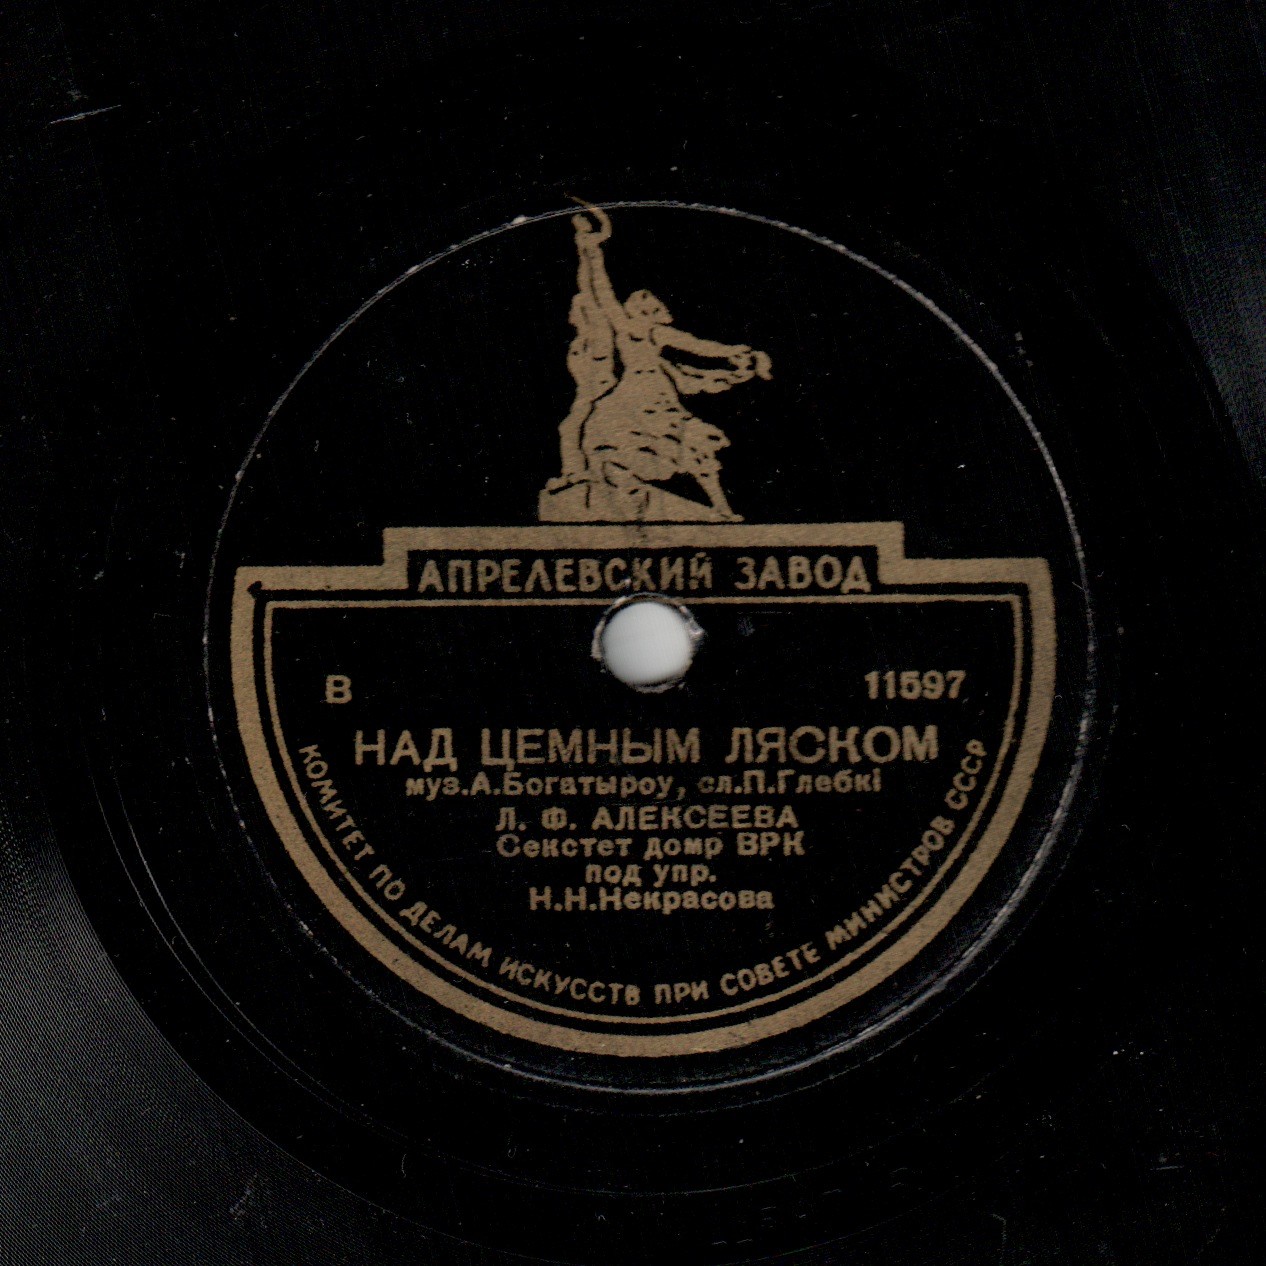 АПРЕЛЕВСКИЙ ЗАВОД
В 11597
НАД ЦЕМНЫМ ЛЯСКОМ
муз.А.Богатыроу, сл.П.Глебкі
Л. Ф. АЛЕКСЕЕВА
Секстет домр ВРК
под упр.
Н.Н.Некрасова
КОМИТЕТ ПО ДЕЛАМ ИСКУССТВ ПРИ СОВЕТЕ МИНИСТРОВ СССР